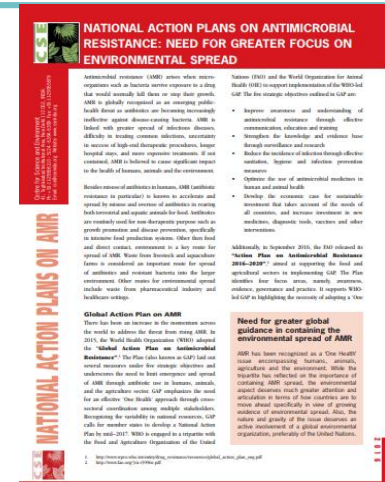 CSE
NATIONAL ACTION PLANS ON ANTIMICROBIAL
RESISTANCE: NEED FOR GREATER FOCUS ON
ENVIRONMENTAL SPREAD
Centre for Science and Environment
NATIONAL ACTION PLANS ON AMR
Antimicrobial resistance (AMR) arises when micro-
organisms such as bacteria survive exposure to a drug
that would normally kill them or stop their growth.
AMR is globally recognized as an emerging public-
health threat as antibiotics are becoming increasingly
ineffective against disease-causing bacteria. AMR is
linked with greater spread of infectious diseases,
difficulty in treating common infections, uncertainty
in success of high-end therapeutic procedures, longer
hospital stays, and more expensive treatments. If not
contained, AMR is believed to cause significant impact
to the health of humans, animals and the environment.
Besides misuse of antibiotics in humans, AMR (antibiotic
resistance in particular) is known to accelerate and
spread by misuse and overuse of antibiotics in rearing
both terrestrial and aquatic animals for food. Antibiotics
are routinely used for non-therapeutic purpose such as
growth promotion and disease prevention, specifically
in intensive food production systems. Other than food
and direct contact, environment is a key route for
spread of AMR. Waste from livestock and aquaculture
farms is considered an important route for spread
of antibiotics and resistant bacteria into the larger
environment. Other routes for environmental spread
include waste from pharmaceutical industry and
healthcare settings.
Global Action Plan on AMR
There has been an increase in the momentum across
the world to address the threat from rising AMR. In
2015, the World Health Organization (WHO) adopted
the "Global Action Plan on Antimicrobial
Resistance".¹ The Plan (also known as GAP) laid out
several measures under five strategic objectives and
underscores the need to limit emergence and spread
of AMR through antibiotic use in humans, animals,
and the agriculture sector. GAP emphasizes the need
for an effective 'One Health' approach through cross-
sectoral coordination among multiple stakeholders.
Recognizing the variability in national resources, GAP
calls for member states to develop a National Action
Plan by mid-2017. WHO is engaged in a tripartite with
the Food and Agriculture Organization of the United
Nations (FAO) and the World Organization for Animal
Health (OIE) to support implementation of the WHO-led
GAP. The five strategic objectives outlined in GAP are:
• Improve awareness and understanding of
antimicrobial resistance through effective
communication, education and training
• Strengthen the knowledge and evidence base
through surveillance and research
• Reduce the incidence of infection through effective
sanitation, hygiene and infection prevention
measures
• Optimize the use of antimicrobial medicines in
human and animal health
• Develop the economic case for sustainable
investment that takes account of the needs of
all countries, and increase investment in new
medicines, diagnostic tools, vaccines and other
interventions
Additionally, in September 2016, the FAO released its
"Action Plan on Antimicrobial Resistance
2016–2020",² aimed at supporting the food and
agricultural sectors in implementing GAP. The Plan
identifies four focus areas, namely, awareness,
evidence, governance and practice. It supports WHO-
led GAP in highlighting the necessity of adopting a 'One
Need for greater global
guidance in containing the
environmental spread of AMR
AMR has been recognized as a 'One Health'
issue encompassing humans, animals,
agriculture and the environment. While the
tripartite has reflected on the importance of
containing AMR spread, the environmental
aspect deserves much greater attention and
articulation in terms of how countries are to
move ahead specifically in view of growing
evidence of environmental spread. Also, the
nature and gravity of the issue deserves an
active involvement of a global environmental
organization, preferably of the United Nations.
2016
CSE